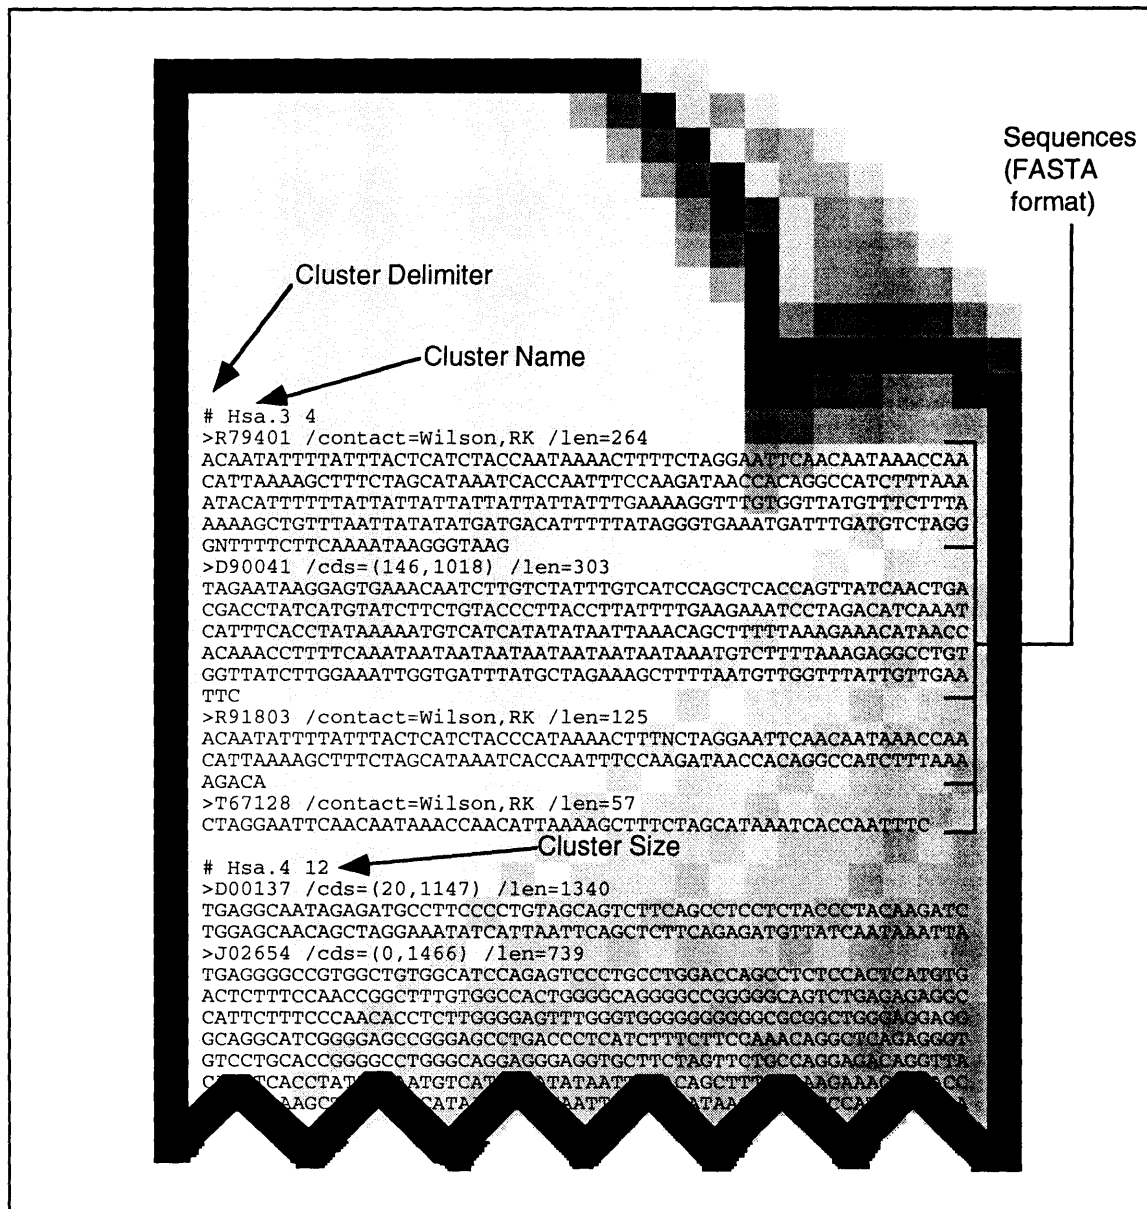 Sequences
(FASTA
format)
Cluster Delimiter
Cluster Name
# Hsa.3 4
>R79401 /contact=Wilson,RK /len=264
ACAATATTTTATTTACTCATCTACCAATAAAACTTTTCTAGGAATTCAACAATAAACCAA
CATTAAAAGCTTTCTAGCATAAATCACCAATTTCCAAGATAACCACAGGCCATCTTTAAA
ATACATTTTTTATTATTATTATTATTATTATTTGAAAAGGTTTGTGGTTATGTTTCTTTA
AAAAGCTGTTTAATTATATATGATGACATTTTTATAGGGTGAAATGATTTGATGTCTAGG
GNTTTTCTTCAAAATAAGGGTAAG
>D90041 /cds=(146,1018) /len=303
TAGAATAAGGAGTGAAACAATCTTGTCTATTTGTCATCCAGCTCACCAGTTATCAACTGA
CGACCTATCATGTATCTTCTGTACCCTTACCTTATTTTGAAGAAATCCTAGACATCAAAT
CATTTCACCTATAAAAATGTCATCATATATAATTAAACAGCTTTTTAAAGAAACATAACC
ACAAACCTTTTCAAATAATAATAATAATAATAATAATAAATGTCTTTTAAAGAGGCCTGT
GGTTATCTTGGAAATTGGTGATTTATGCTAGAAAGCTTTTAATGTTGGTTTATTGTTGAA
TTC
>R91803 /contact=Wilson,RK /len=125
ACAATATTTTATTTACTCATCTACCCATAAAACTTTNCTAGGAATTCAACAATAAACCAA
CATTAAAAGCTTTCTAGCATAAATCACCAATTTCCAAGATAACCACAGGCCATCTTTAAA
AGACA
>T67128 /contact=Wilson,RK /len=57
CTAGGAATTCAACAATAAACCAACATTAAAAGCTTTCTAGCATAAATCACCAATTTC
Cluster Size
# Hsa.4 12
>D00137 /cds=(20,1147) /len=1340
TGAGGCAATAGAGATGCCTTCCCCTGTAGCAGTCTTCAGCCTCCTCTACCCTACAAGATC
TGGAGCAACAGCTAGGAAATATCATTAATTCAGCTCTTCAGAGATGTTATCAATAAATTA
>J02654 /cds=(0,1466) /len=739
TGAGGGGCCGTGGCTGTGGCATCCAGAGTCCCTGCCTGGACCAGCCTCTCCACTCATGTG
ACTCTTTCCAACCGGCTTTGTGGCCACTGGGGCAGGGGCCGGGGGCAGTCTGAGAGAGGC
CATTCTTTCCCAACACCTCTTGGGGAGTTTGGGTGGGGGGGGGGCGCGGCTGGGAGGAGG
GCAGGCATCGGGGAGCCGGGAGCCTGACCCTCATCTTTCTTCCAAACAGGCTCAGAGGGT
GTCCTGCACCGGGGCCTGGGCAGGAGGGAGGTGCTTCTAGTTCTGCCAGGAGACAGGTTA